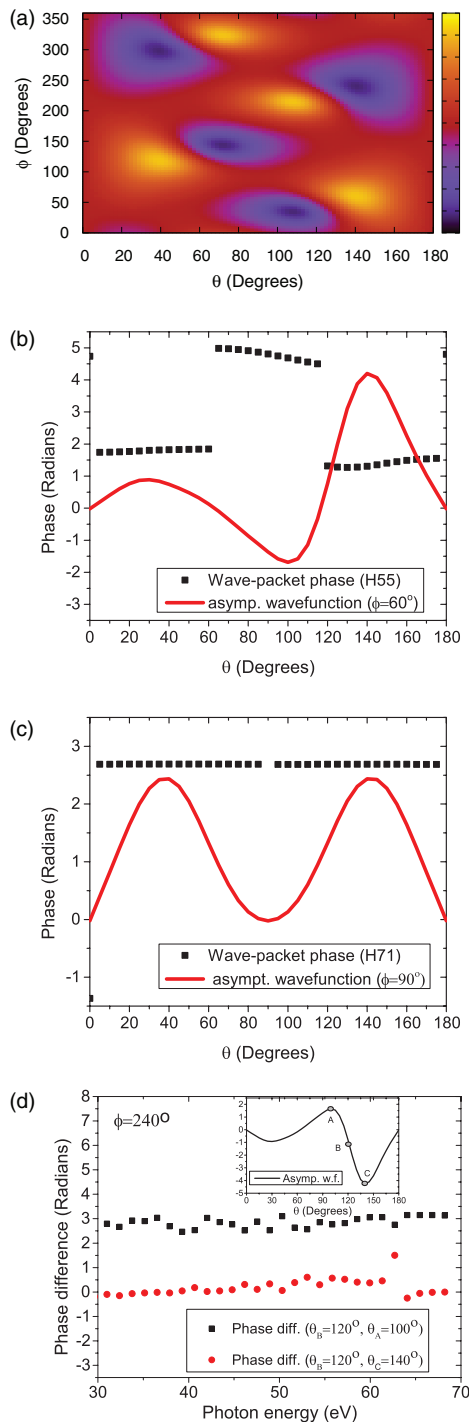 (a)
350
300
250
200
150
100
50
0
ϕ (Degrees)
0 20 40 60 80 100 120 140 160 180
θ (Degrees)
(b)
5
4
3
2
1
0
-1
-2
-3
Phase (Radians)
Wave-packet phase (H55)
asymp. wavefunction (ϕ=60°)
0 20 40 60 80 100 120 140 160 180
θ (Degrees)
(c)
3
2
1
0
-1
Phase (Radians)
Wave-packet phase (H71)
asympt. wavefunction (ϕ=90°)
0 20 40 60 80 100 120 140 160 180
θ (Degrees)
(d)
8
7
6
5
4
3
2
1
0
-1
-2
-3
Phase difference (Radians)
ϕ=240°
2
1
0
-1
-2
-3
-4
-5
A
B
C
Asymp. w.f.
0 30 60 90 120 150 180
θ (Degrees)
Phase diff. (θB=120°, θA=100°)
Phase diff. (θB=120°, θC=140°)
30 40 50 60 70
Photon energy (eV)